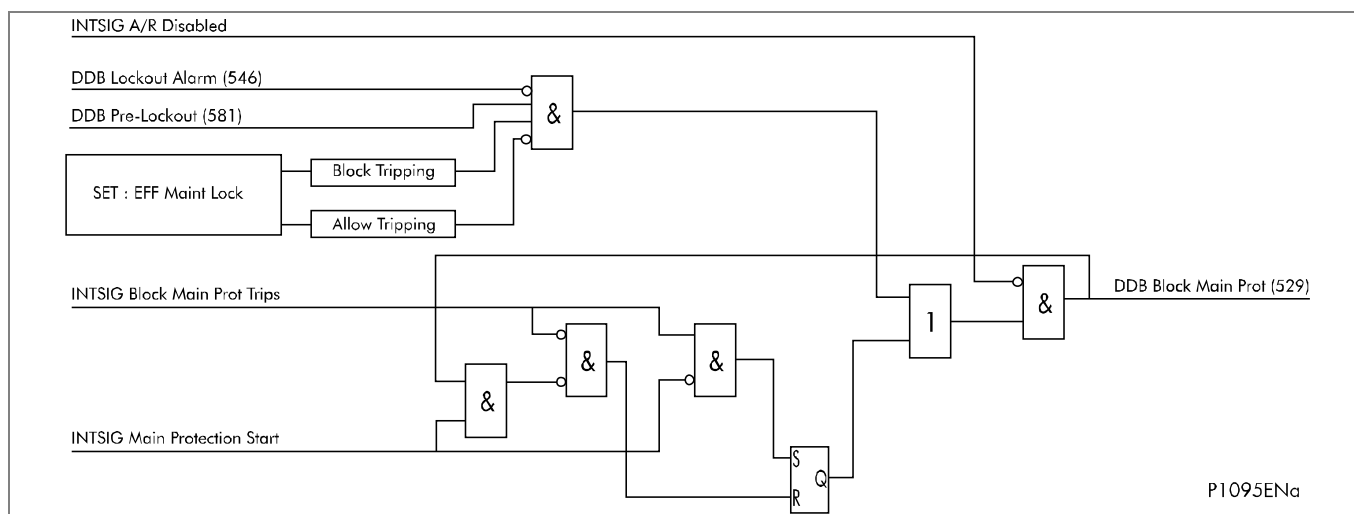 INTSIG A/R Disabled
DDB Lockout Alarm (546)
DDB Pre-Lockout (581)
&
Block Tripping
SET : EFF Maint Lock
Allow Tripping
INTSIG Block Main Prot Trips
DDB Block Main Prot (529)
&
1
&
&
&
INTSIG Main Protection Start
S
Q
R
P1095ENa